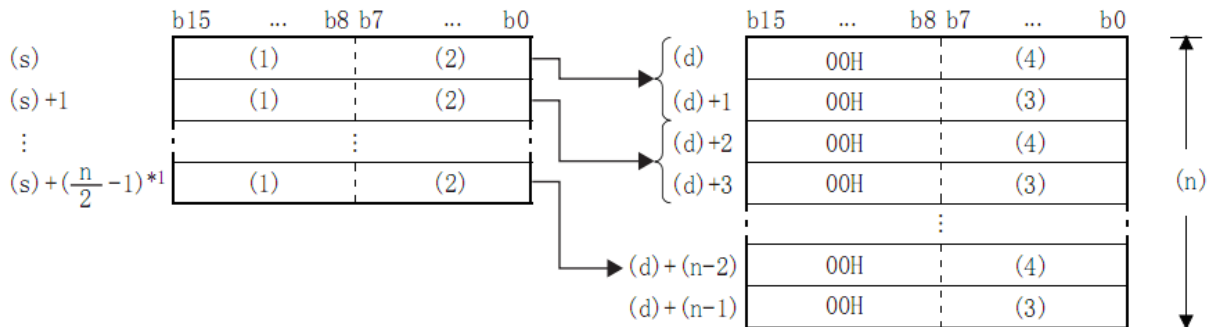 b15 ... b8 b7 ... b0
b15 ... b8 b7 ... b0
(s) (1) (2)
(s)+1 (1) (2)
⋮ ⋮
(s)+(n/2 -1)*1 (1) (2)
(d) 00H (4)
(d)+1 00H (3)
(d)+2 00H (4)
(d)+3 00H (3)
⋮
(d)+(n-2) 00H (4)
(d)+(n-1) 00H (3)
(n)